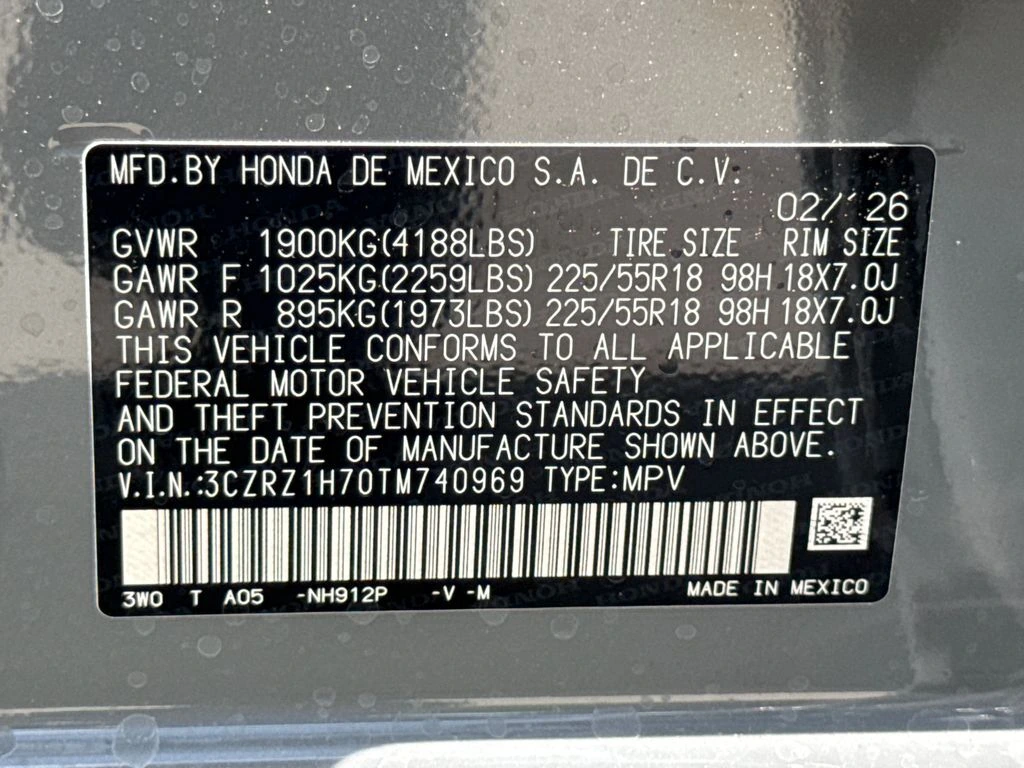 MFD.BY HONDA DE MEXICO S.A. DE C.V.
02/'26
GVWR 1900KG(4188LBS) TIRE SIZE RIM SIZE
GAWR F 1025KG(2259LBS) 225/55R18 98H 18X7.0J
GAWR R 895KG(1973LBS) 225/55R18 98H 18X7.0J
THIS VEHICLE CONFORMS TO ALL APPLICABLE
FEDERAL MOTOR VEHICLE SAFETY
AND THEFT PREVENTION STANDARDS IN EFFECT
ON THE DATE OF MANUFACTURE SHOWN ABOVE.
V.I.N.:3CZRZ1H70TM740969 TYPE:MPV
3W0 T A05 -NH912P -V -M MADE IN MEXICO